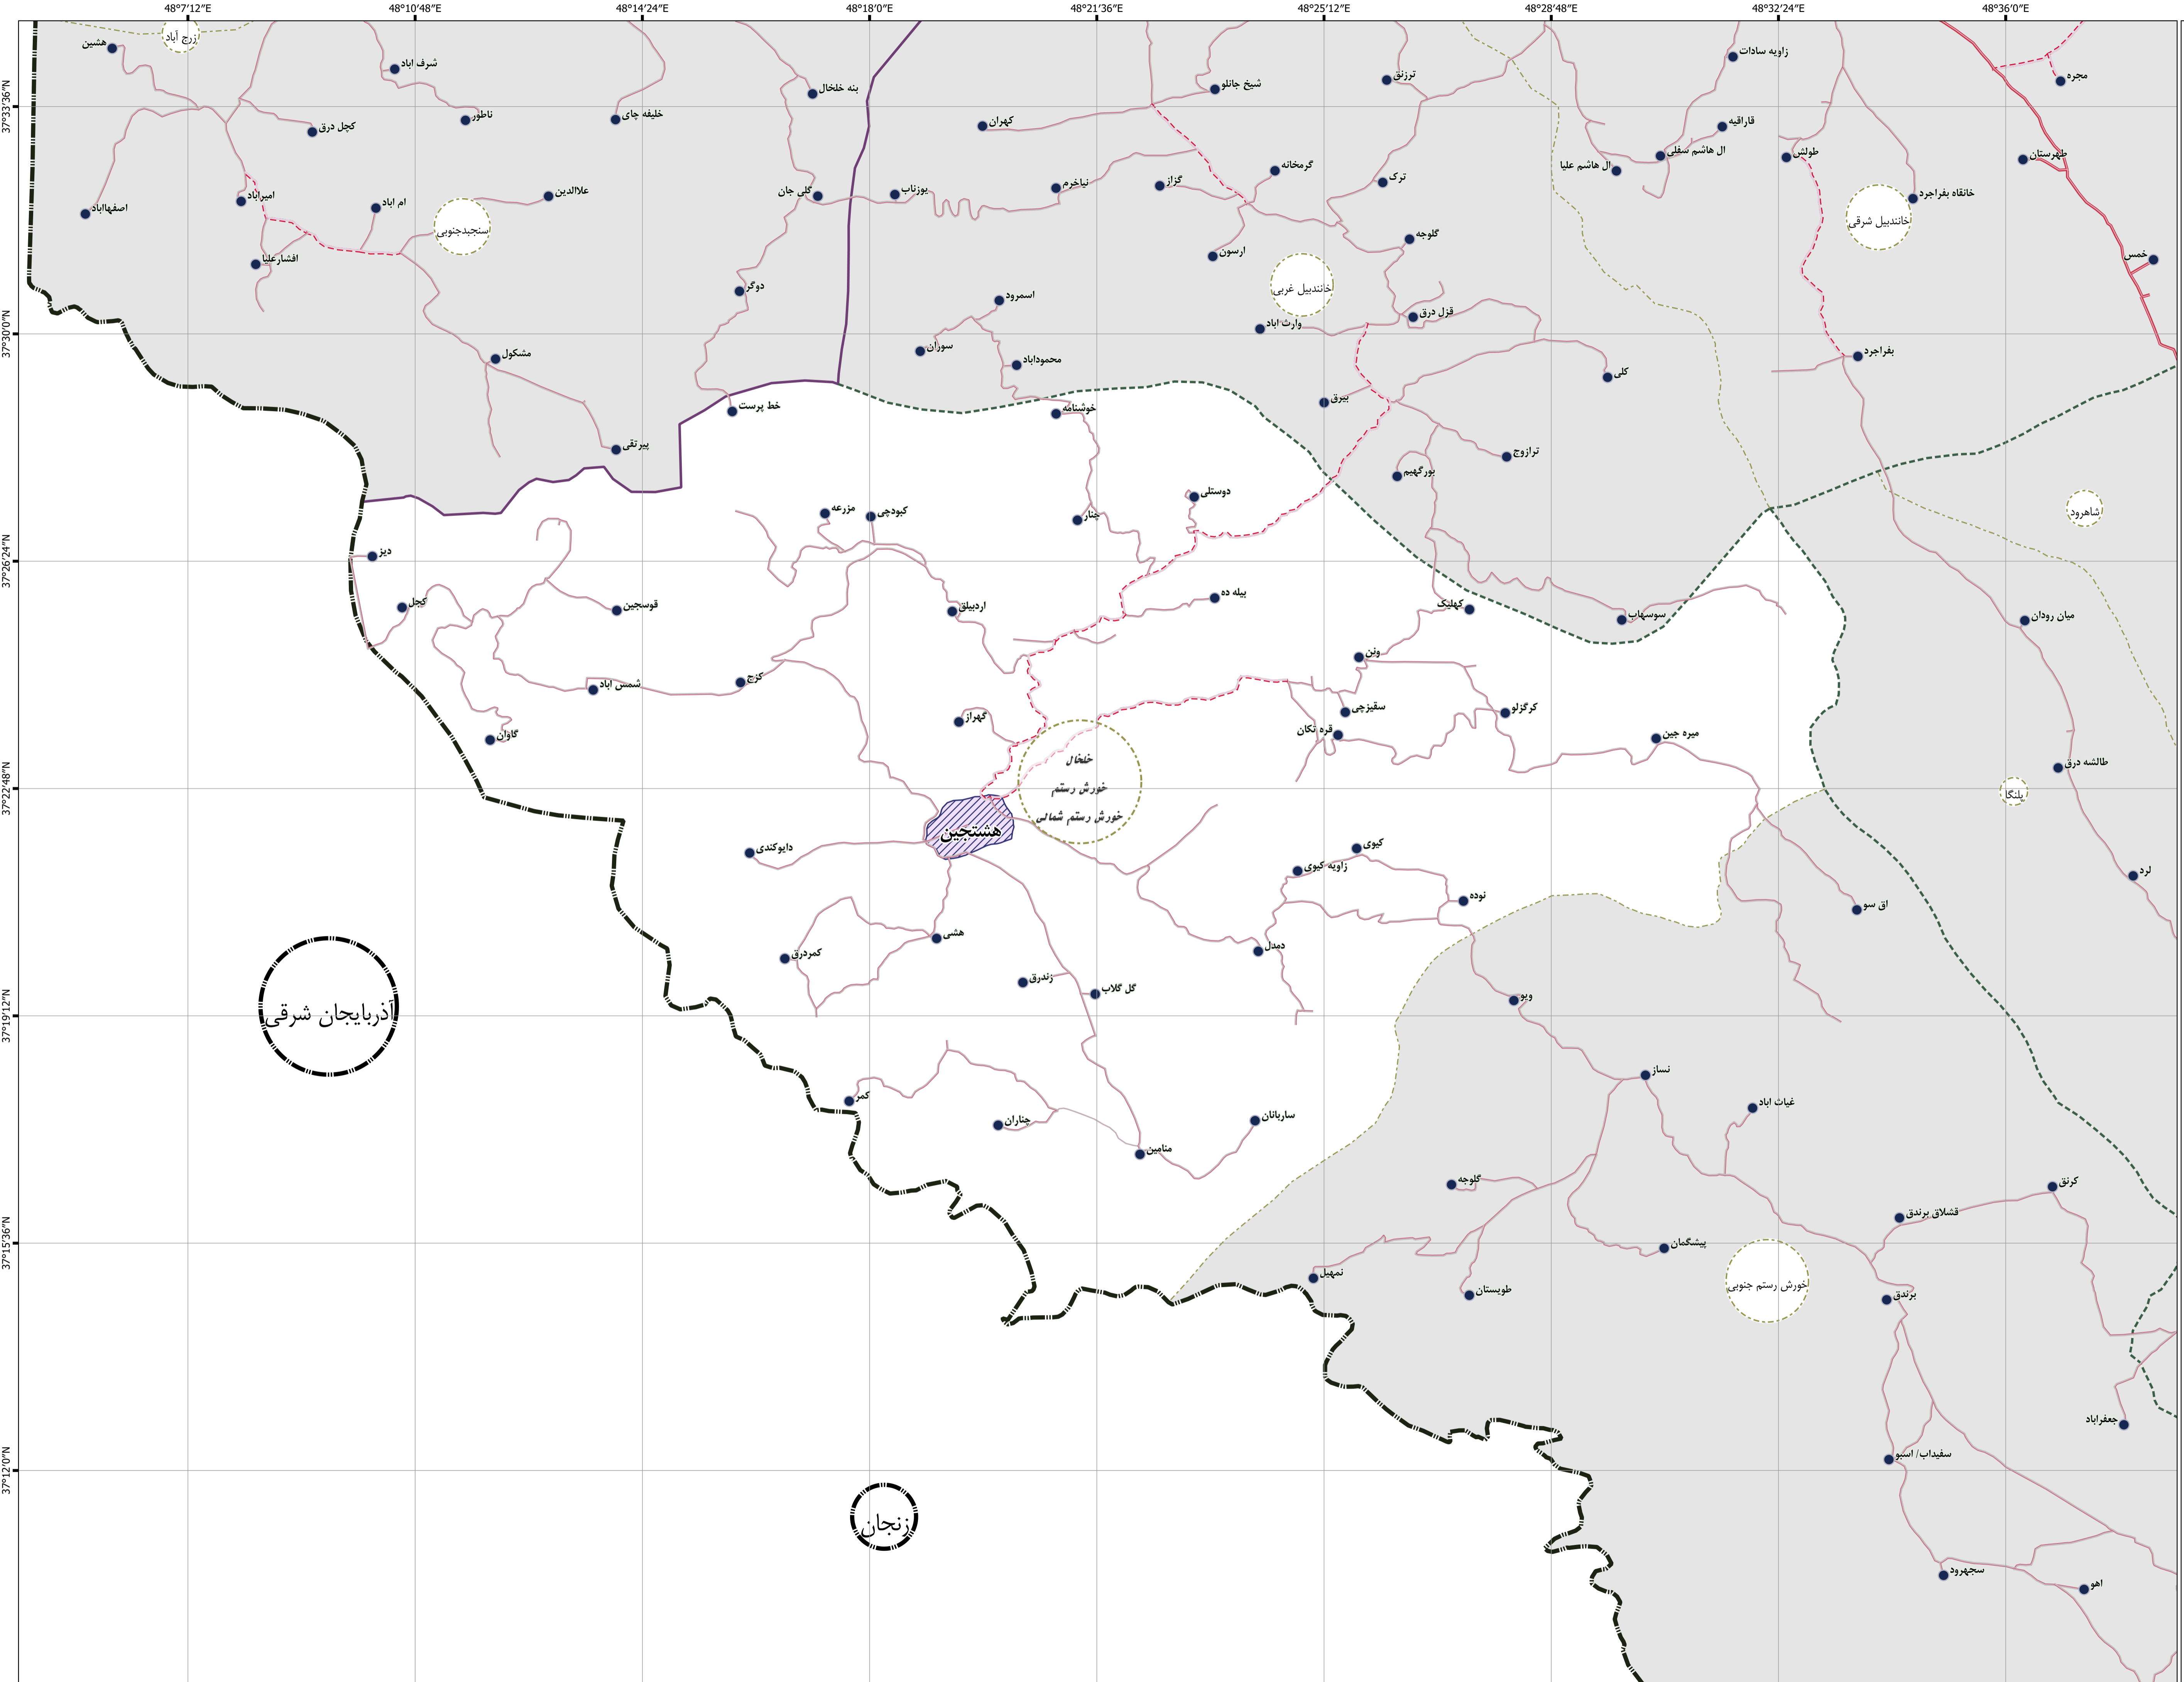 48°7'12"E
48°10'48"E
48°14'24"E
48°18'0"E
48°21'36"E
48°25'12"E
48°28'48"E
48°32'24"E
48°36'0"E
37°33'36"N
37°30'0"N
37°26'24"N
37°22'48"N
37°19'12"N
37°15'36"N
37°12'0"N
هشین
زرج آباد
شرف اباد
بنه خلخال
شیخ جانلو
ترزنق
زاویه سادات
مجره
کجل درق
ناطور
خلیفه چای
کهران
قارافیه
ال هاشم سفلی
ال هاشم علیا
طولش
طهرستان
گرمخانه
اصفهااباد
امیراباد
ام اباد
علاالدین
سنجبدجنوبی
گلی جان
یوزناب
نیاخرم
گزاز
ترک
خانقاه بفراجرد
خانندبیل شرقی
افشارعلیا
ارسون
گلوجه
خمس
دوگر
اسمرود
خانندبیل غربی
قزل درق
وارث اباد
مشکول
سوران
محموداباد
کلی
بفراجرد
خط پرست
خوشنامه
بیرق
پیرتقی
ترازوج
بورگهیم
مزرعه
کبودچی
چنار
دوستلی
شاهرود
دیز
کجل
قوسجین
اردبیلق
بیله ده
کهلیک
سوسهاب
میان رودان
ونن
شمس اباد
کزج
گاوان
گهراز
سقیزچی
قره تکان
کرگزلو
میره جین
طالشه درق
پلنگا
خلخال
خورش رستم
خورش رستم شمالی
هشتجین
دایوکندی
کیوی
زاویه کیوی
نوده
اق سو
لرد
هشی
کمردرق
زندرق
گل گلاب
دمدل
ویو
آذربایجان شرقی
نساز
غیاث اباد
کمر
چناران
منامین
ساربانان
گلوجه
کرنق
قشلاق برندق
پیشگمان
نمهیل
طویستان
خورش رستم جنوبی
برندق
جعفراباد
سفیداب/ اسبو
زنجان
سجهرود
اهو